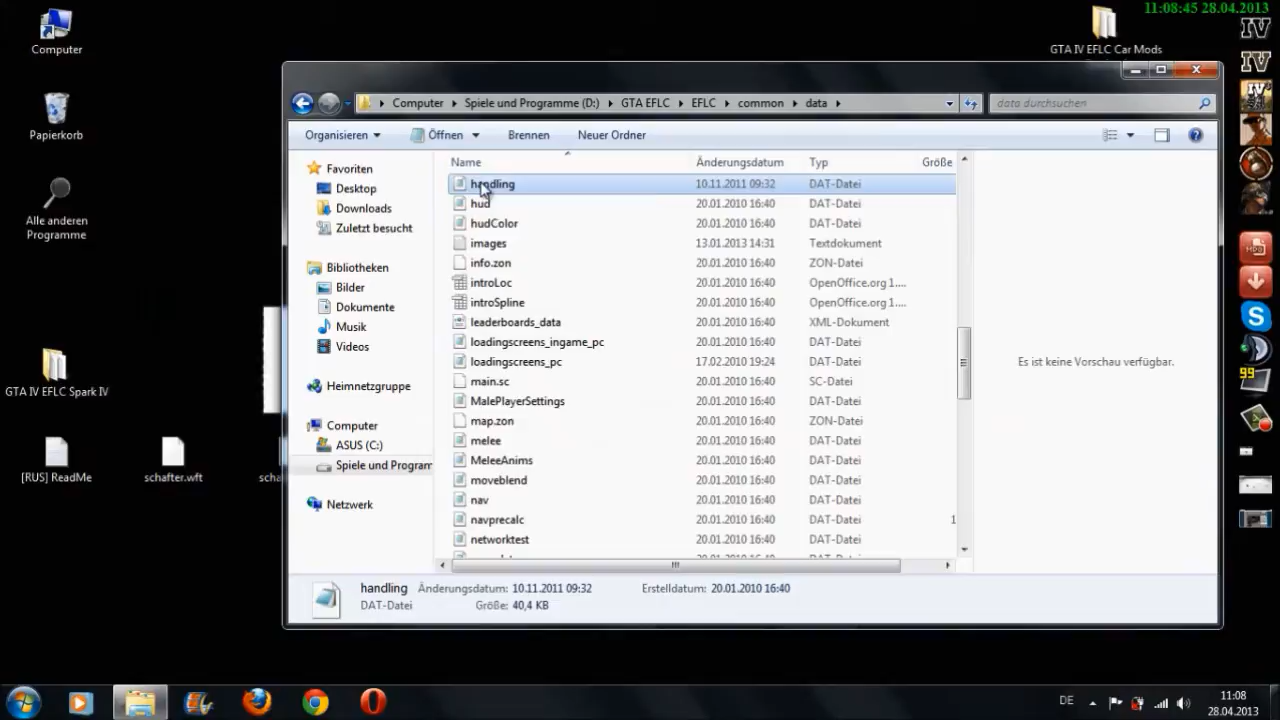 11:08:45 28.04.2013
Computer
GTA IV EFLC Car Mods
Computer Spiele und Programme (D:) GTA EFLC EFLC common data
data durchsuchen
Organisieren Öffnen Brennen Neuer Ordner
Papierkorb
Alle anderen
Programme
GTA IV EFLC Spark IV
[RUS] ReadMe
schafter.wft
scha
Favoriten
Desktop
Downloads
Zuletzt besucht
Bibliotheken
Bilder
Dokumente
Musik
Videos
Heimnetzgruppe
Computer
ASUS (C:)
Spiele und Program
Netzwerk
Name Änderungsdatum Typ Größe
handling 10.11.2011 09:32 DAT-Datei
hud 20.01.2010 16:40 DAT-Datei
hudColor 20.01.2010 16:40 DAT-Datei
images 13.01.2013 14:31 Textdokument
info.zon 20.01.2010 16:40 ZON-Datei
introLoc 20.01.2010 16:40 OpenOffice.org 1....
introSpline 20.01.2010 16:40 OpenOffice.org 1....
leaderboards_data 20.01.2010 16:40 XML-Dokument
loadingscreens_ingame_pc 20.01.2010 16:40 DAT-Datei
loadingscreens_pc 17.02.2010 19:24 DAT-Datei
main.sc 20.01.2010 16:40 SC-Datei
MalePlayerSettings 20.01.2010 16:40 DAT-Datei
map.zon 20.01.2010 16:40 ZON-Datei
melee 20.01.2010 16:40 DAT-Datei
MeleeAnims 20.01.2010 16:40 DAT-Datei
moveblend 20.01.2010 16:40 DAT-Datei
nav 20.01.2010 16:40 DAT-Datei
navprecalc 20.01.2010 16:40 DAT-Datei 1
networktest 20.01.2010 16:40 DAT-Datei
Es ist keine Vorschau verfügbar.
handling Änderungsdatum: 10.11.2011 09:32 Erstelldatum: 20.01.2010 16:40
DAT-Datei Größe: 40,4 KB
IV
IV
IV
99
DE
11:08
28.04.2013